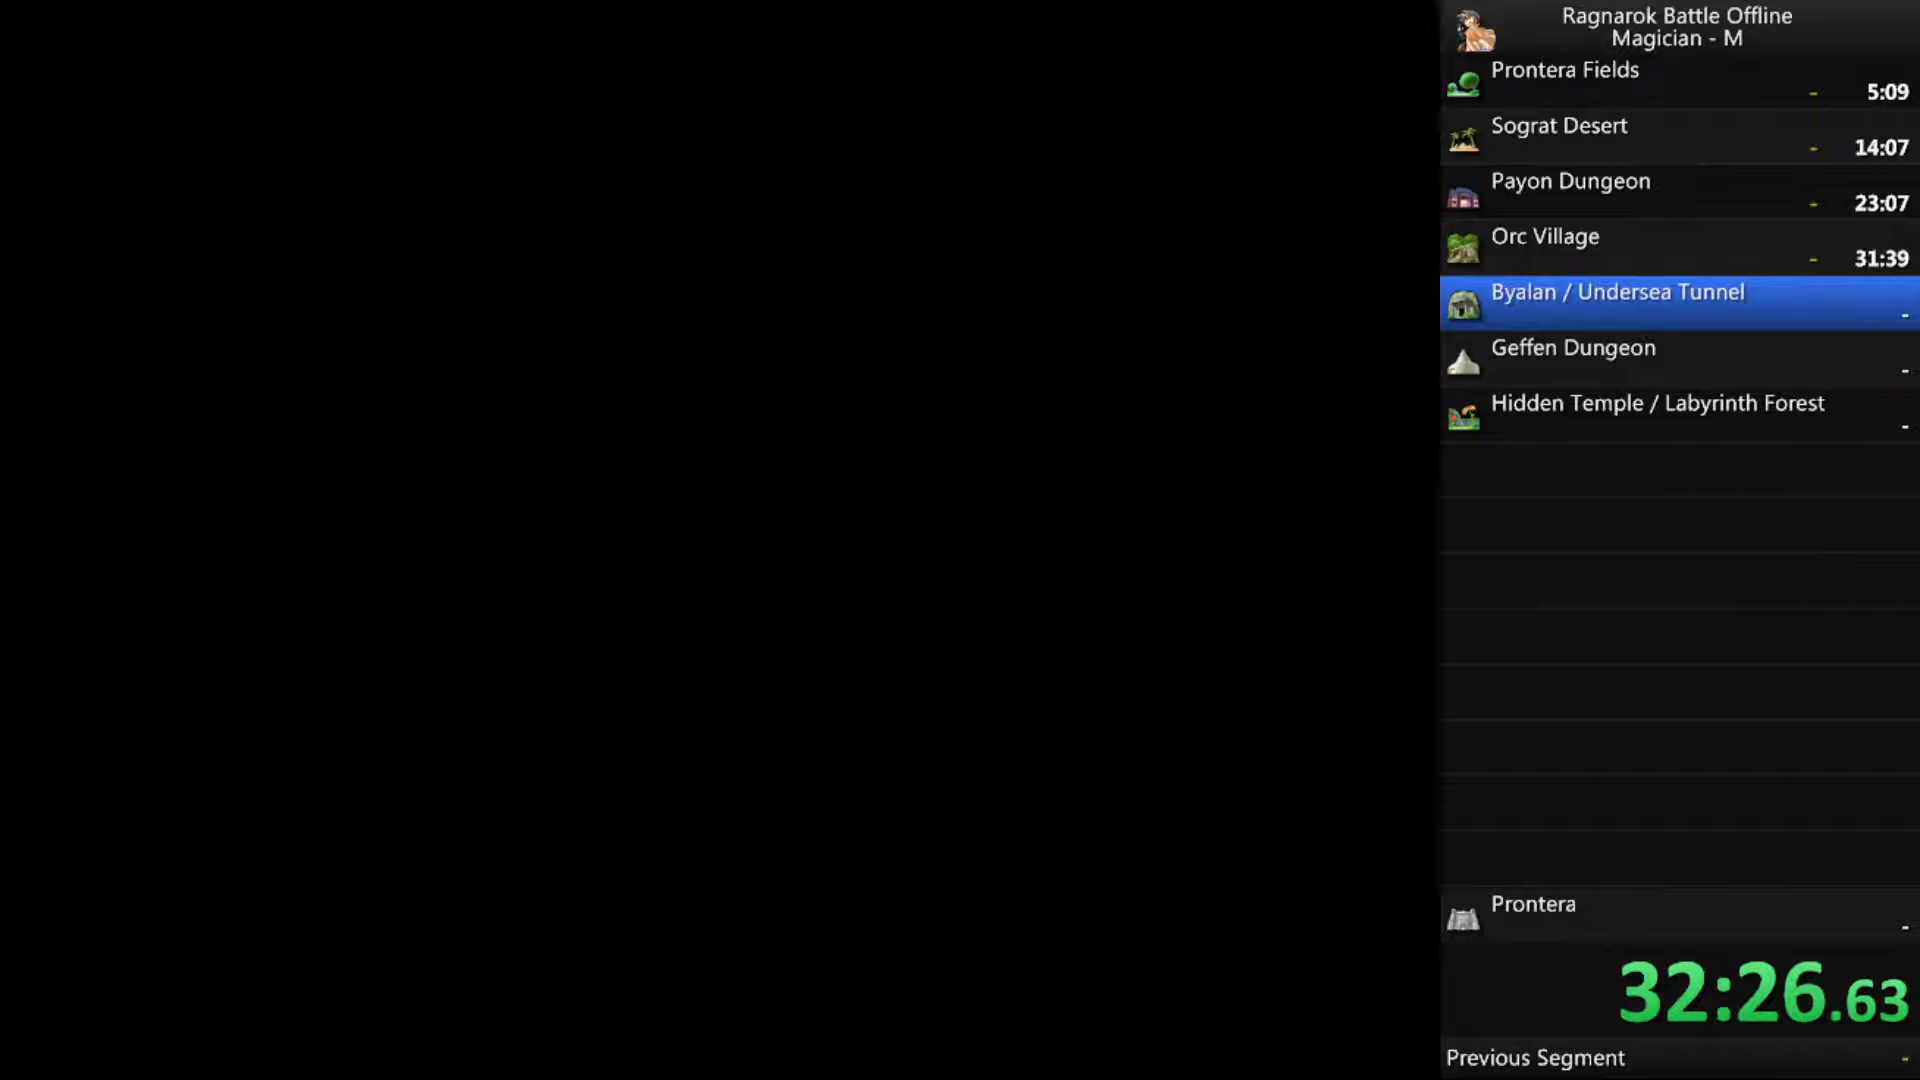 Ragnarok Battle Offline
Magician - M
Prontera Fields
- 5:09
Sograt Desert
- 14:07
Payon Dungeon
- 23:07
Orc Village
- 31:39
Byalan / Undersea Tunnel
-
Geffen Dungeon
-
Hidden Temple / Labyrinth Forest
-
Prontera
-
32:26.63
Previous Segment -